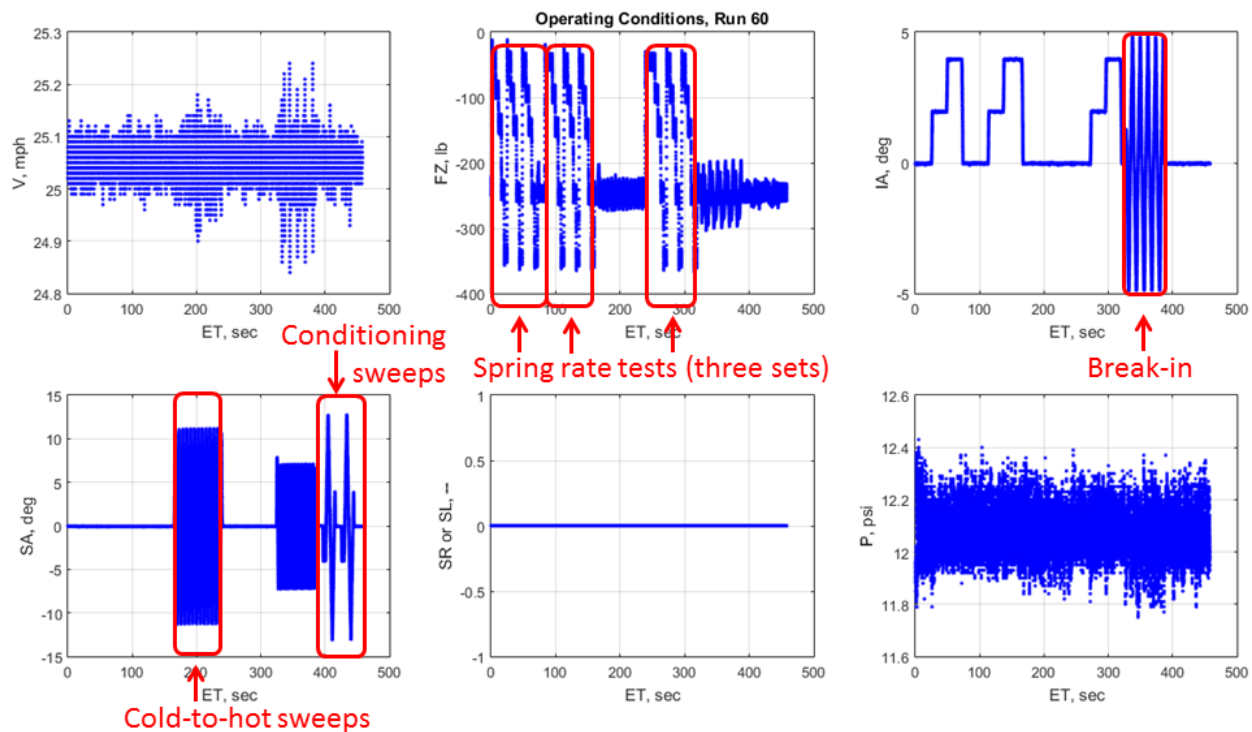 Operating Conditions, Run 60
25.3
25.2
25.1
25
24.9
24.8
V, mph
0 100 200 300 400 500
ET, sec
0
-100
-200
-300
-400
FZ, lb
0 100 200 300 400 500
ET, sec
5
0
-5
IA, deg
0 100 200 300 400 500
ET, sec
Conditioning
sweeps
Spring rate tests (three sets)
Break-in
15
10
5
0
-5
-10
-15
SA, deg
0 100 200 300 400 500
ET, sec
Cold-to-hot sweeps
1
0.5
0
-0.5
-1
SR or SL, --
0 100 200 300 400 500
ET, sec
12.6
12.4
12.2
12
11.8
11.6
P, psi
0 100 200 300 400 500
ET, sec